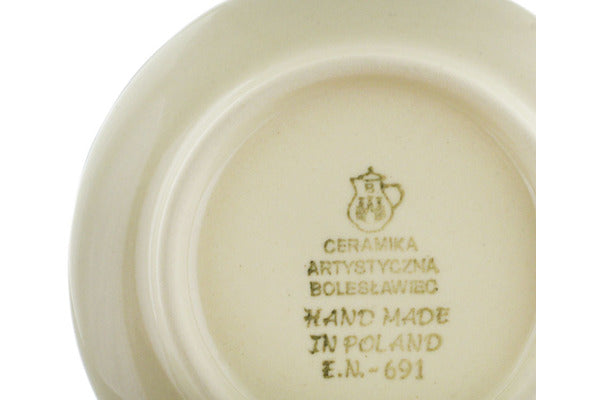 B
CERAMIKA
ARTYSTYCZNA
BOLESŁAWIEC
HAND MADE
IN POLAND
E.N.-691